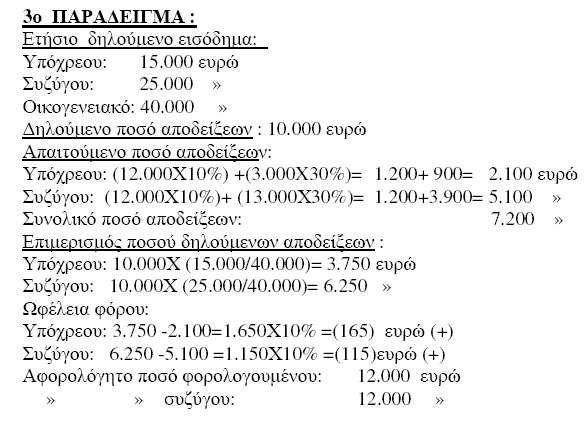 3ο ΠΑΡΑΔΕΙΓΜΑ :
Ετήσιο δηλούμενο εισόδημα:
Υπόχρεου: 15.000 ευρώ
Συζύγου: 25.000 »
Οικογενειακό: 40.000 »
Δηλούμενο ποσό αποδείξεων : 10.000 ευρώ
Απαιτούμενο ποσό αποδείξεων:
Υπόχρεου: (12.000Χ10%) +(3.000Χ30%)= 1.200+ 900= 2.100 ευρώ
Συζύγου: (12.000Χ10%)+ (13.000Χ30%)= 1.200+3.900= 5.100 »
Συνολικό ποσό αποδείξεων: 7.200 »
Επιμερισμός ποσού δηλούμενων αποδείξεων :
Υπόχρεου: 10.000Χ (15.000/40.000)= 3.750 ευρώ
Συζύγου: 10.000Χ (25.000/40.000)= 6.250 »
Ωφέλεια φόρου:
Υπόχρεου: 3.750 -2.100=1.650Χ10% =(165) ευρώ (+)
Συζύγου: 6.250 -5.100 =1.150Χ10% =(115)ευρώ (+)
Αφορολόγητο ποσό φορολογουμένου: 12.000 ευρώ
» » συζύγου: 12.000 »